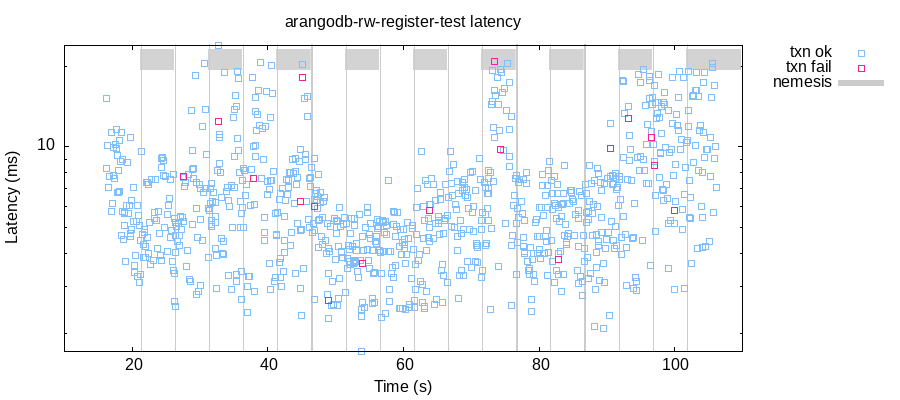 arangodb-rw-register-test latency
txn ok
txn fail
nemesis
10
Latency (ms)
20 40 60 80 100
Time (s)